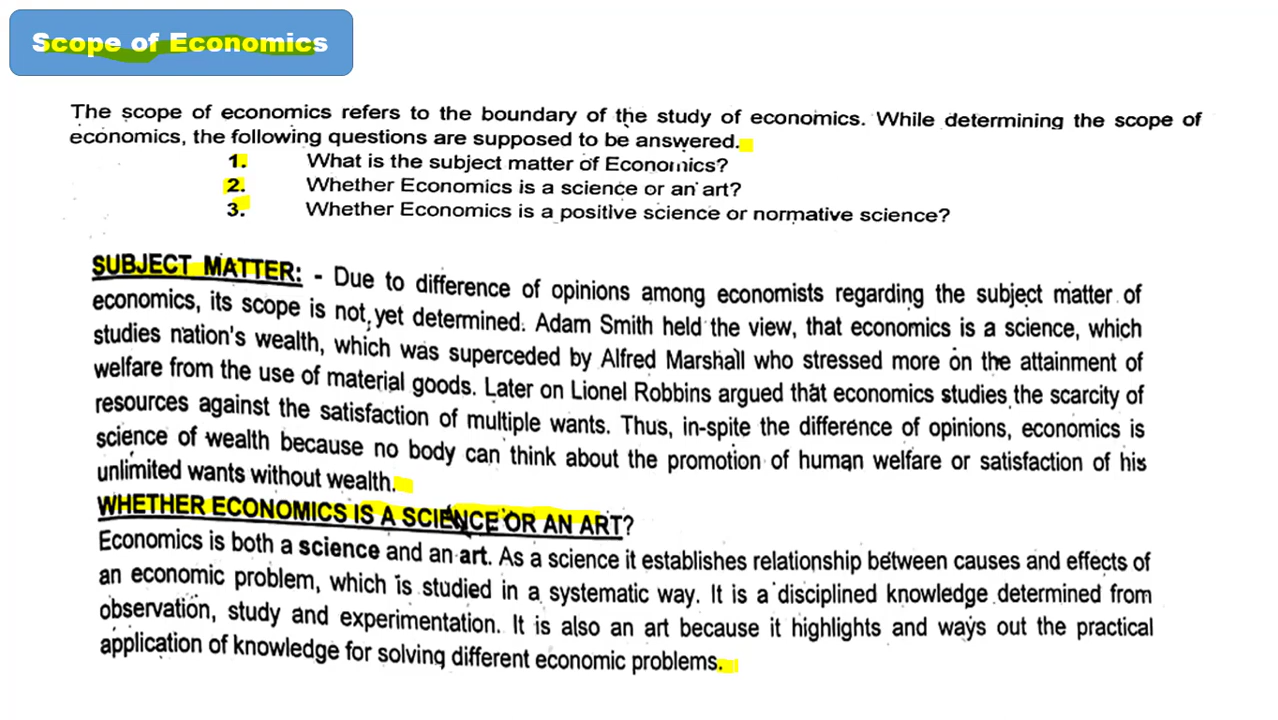 Scope of Economics
The scope of economics refers to the boundary of the study of economics. While determining the scope of
economics, the following questions are supposed to be answered.
1. What is the subject matter of Economics?
2. Whether Economics is a science or an art?
3. Whether Economics is a positive science or normative science?
SUBJECT MATTER: - Due to difference of opinions among economists regarding the subject matter of
economics, its scope is not yet determined. Adam Smith held the view, that economics is a science, which
studies nation's wealth, which was superceded by Alfred Marshall who stressed more on the attainment of
welfare from the use of material goods. Later on Lionel Robbins argued that economics studies the scarcity of
resources against the satisfaction of multiple wants. Thus, in-spite the difference of opinions, economics is
science of wealth because no body can think about the promotion of human welfare or satisfaction of his
unlimited wants without wealth.
WHETHER ECONOMICS IS A SCIENCE OR AN ART?
Economics is both a science and an art. As a science it establishes relationship between causes and effects of
an economic problem, which is studied in a systematic way. It is a disciplined knowledge determined from
observation, study and experimentation. It is also an art because it highlights and ways out the practical
application of knowledge for solving different economic problems.